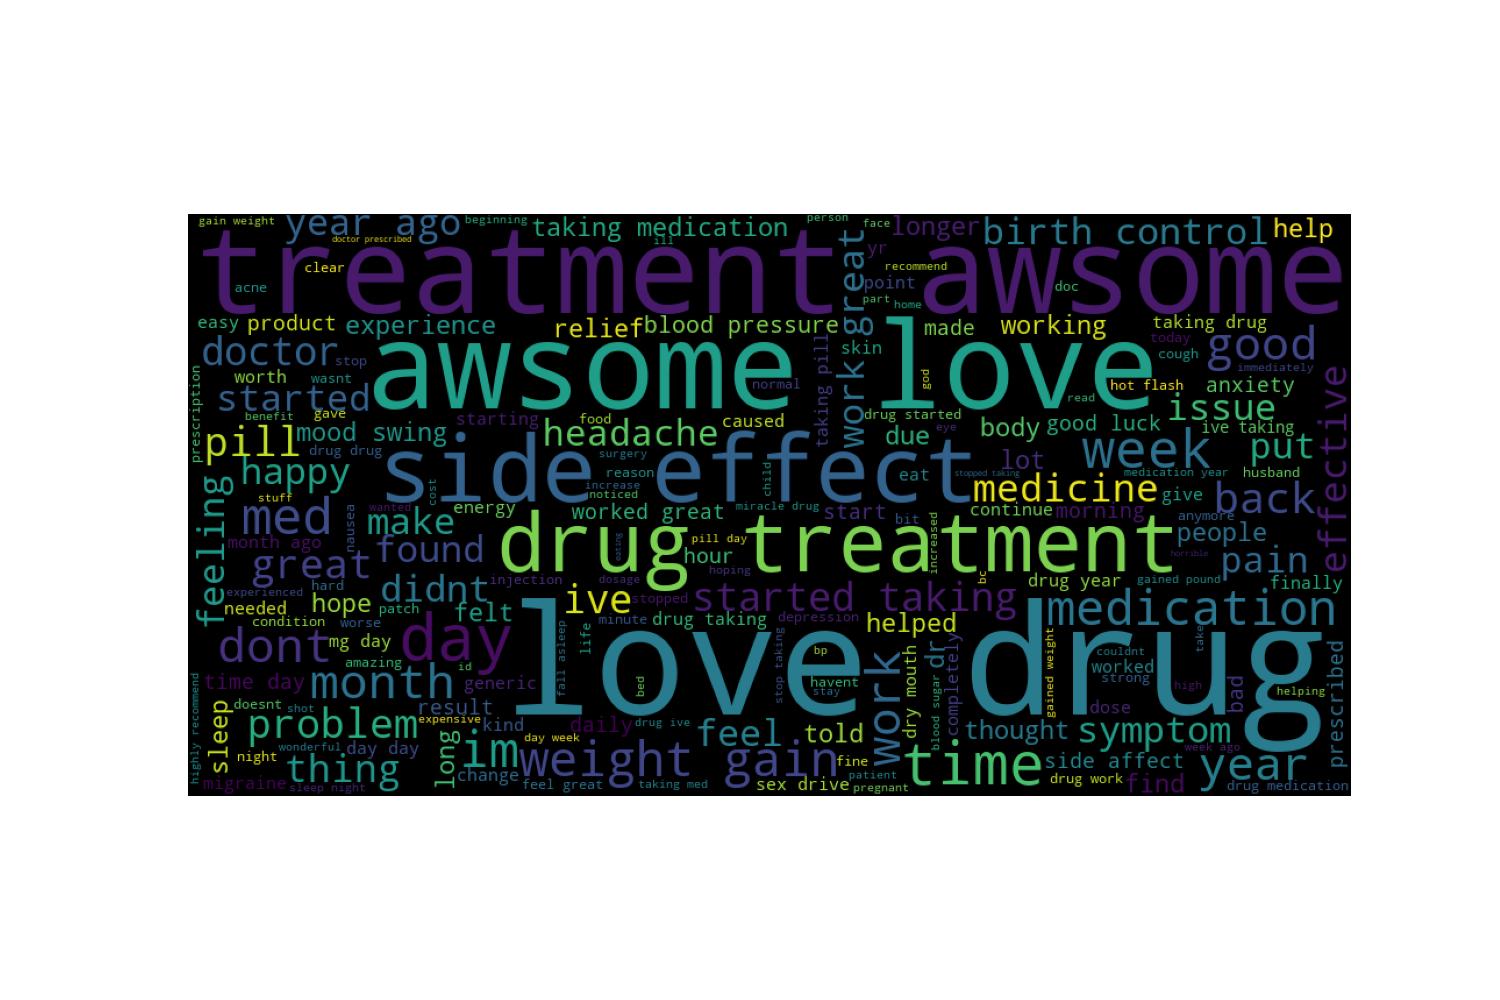 gain weight year ago beginning taking medication person face longer birth control help
doctor prescribed ill
treatment awsome
clear yr recommend
acne point doc
part home
work great
easy product experience relief blood pressure made working taking drug
doctor stop awsome love skin today good
cough immediately
worth wasnt normal god hot flash anxiety
started read issue
benefit gave starting food caused taking pill drug started body good luck ive taking
prescription effective
pill mood swing headache due eye week put
drug drug surgery lot
happy side effect reason eat stopped taking medication year husband
increase child medicine give back
stuff cost noticed
med wanted energy worked great miracle drug start continue morning anymore
make bit people
feeling nausea month ago found drug treatment pill day hour increased horrible pain
great eating hoping
experienced hard didnt injection dosage bc drug year gained pound finally
needed hope patch felt ive stopped started taking medication
condition worse minute drug taking depression helped
dont mg day day life love drug couldnt take
amazing id fall asleep bp worked
time day month generic bed stop taking havent stay work dry mouth blood sugar dr completely gained weight strong high helping prescribed
doesnt shot result dose bad
highly recommend sleep problem expensive kind daily drug ive feel told thought symptom
night wonderful day day long im day week week ago
thing change weight gain fine time side affect year
migraine sleep night feel great taking med sex drive patient pregnant drug work find drug medication